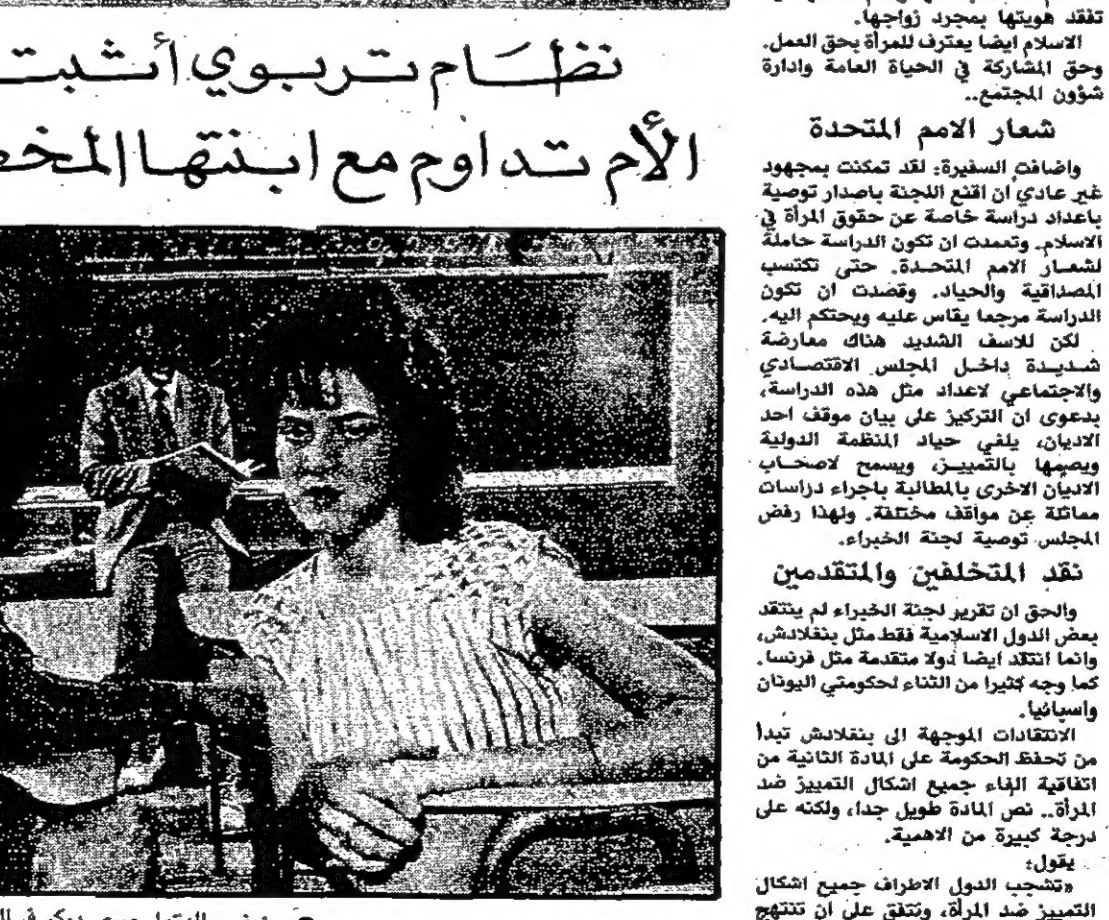 تفقد هويتها بمجرد زواجها.
الاسلام ايضا يعترف للمرأة بحق العمل.
وحق المشاركة في الحياة العامة وادارة
شؤون المجتمع..
شعار الامم المتحدة
واضافت السفيرة: لقد تمكنت بمجهود
غير عادي ان اقنع اللجنة باصدار توصية
باعداد دراسة خاصة عن حقوق المرأة في
الاسلام. وتعمدت ان تكون الدراسة حاملة
لشعار الامم المتحدة. حتى تكتسب
المصداقية والحياد. وقصدت ان تكون
الدراسة مرجعا يقاس عليه ويحتكم اليه.
لكن للاسف الشديد هناك معارضة
شديدة داخل المجلس الاقتصادي
والاجتماعي لاعداد مثل هذه الدراسة،
بدعوى ان التركيز على بيان موقف احد
الاديان، يلغي حياد المنظمة الدولية
ويصمها بالتمييز، ويسمح لاصحاب
الاديان الاخرى بالمطالبة باجراء دراسات
مماثلة عن مواقف مختلفة. ولهذا رفض
المجلس توصية لجنة الخبراء.
نقد المتخلفين والمتقدمين
والحق ان تقرير لجنة الخبراء لم ينتقد
بعض الدول الاسلامية فقط مثل بنغلادش،
وانما انتقد ايضا دولا متقدمة مثل فرنسا.
كما وجه كثيرا من الثناء لحكومتي اليونان
واسبانيا.
الانتقادات الموجهة الى بنغلادش تبدأ
من تحفظ الحكومة على المادة الثانية من
اتفاقية الغاء جميع اشكال التمييز ضد
المرأة.. نص المادة طويل جدا، ولكنه على
درجة كبيرة من الاهمية.
يقول:
«تشجب الدول الاطراف جميع اشكال
التمييز ضد المرأة، وتتفق على ان تنتهج
نظام تربوي أثبت
الأم تداوم مع ابنتها